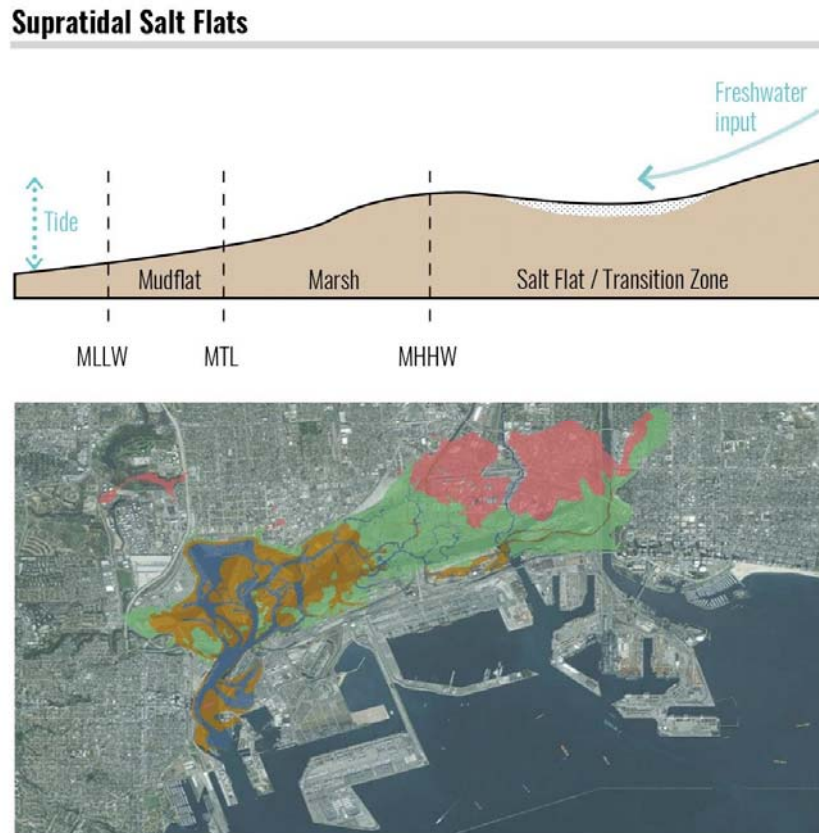 Supratidal Salt Flats
Freshwater
input
Tide
Mudflat
Marsh
Salt Flat / Transition Zone
MLLW
MTL
MHHW